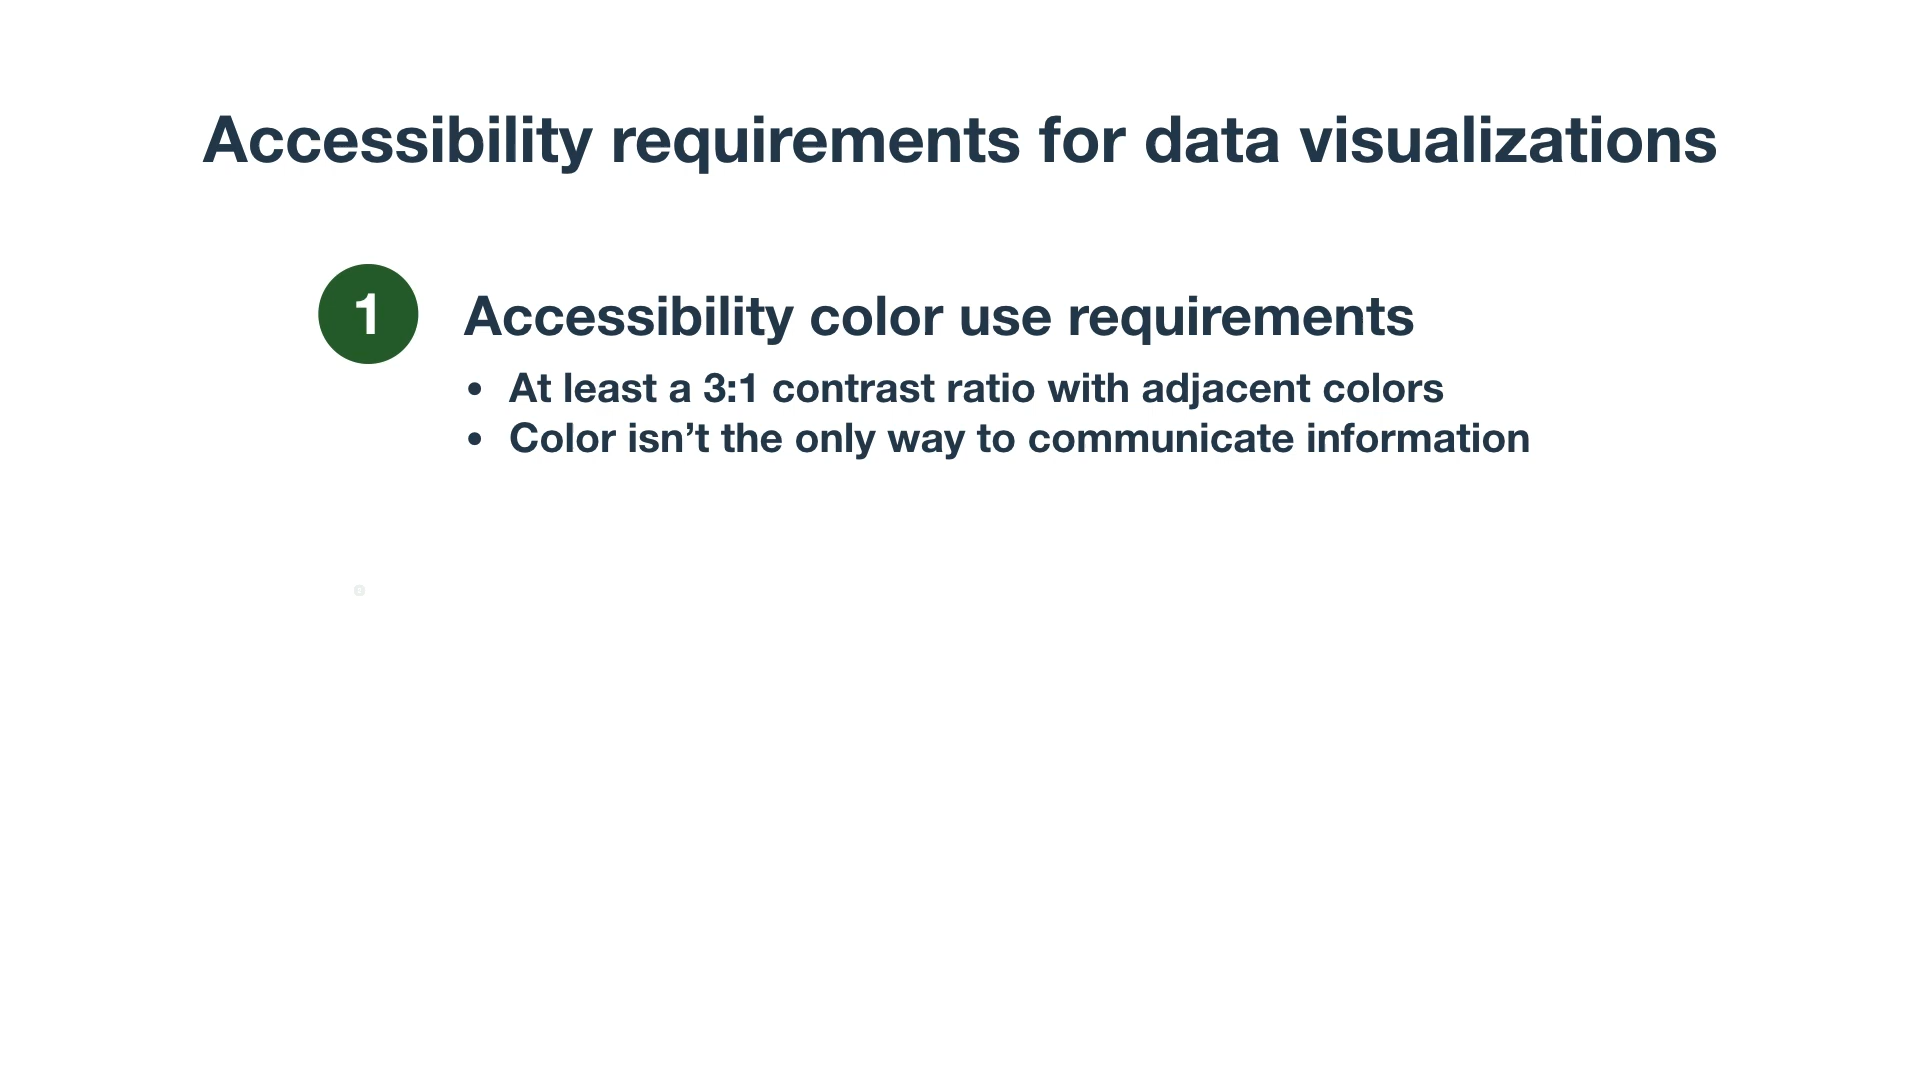 Accessibility requirements for data visualizations
1 Accessibility color use requirements
• At least a 3:1 contrast ratio with adjacent colors
• Color isn’t the only way to communicate information